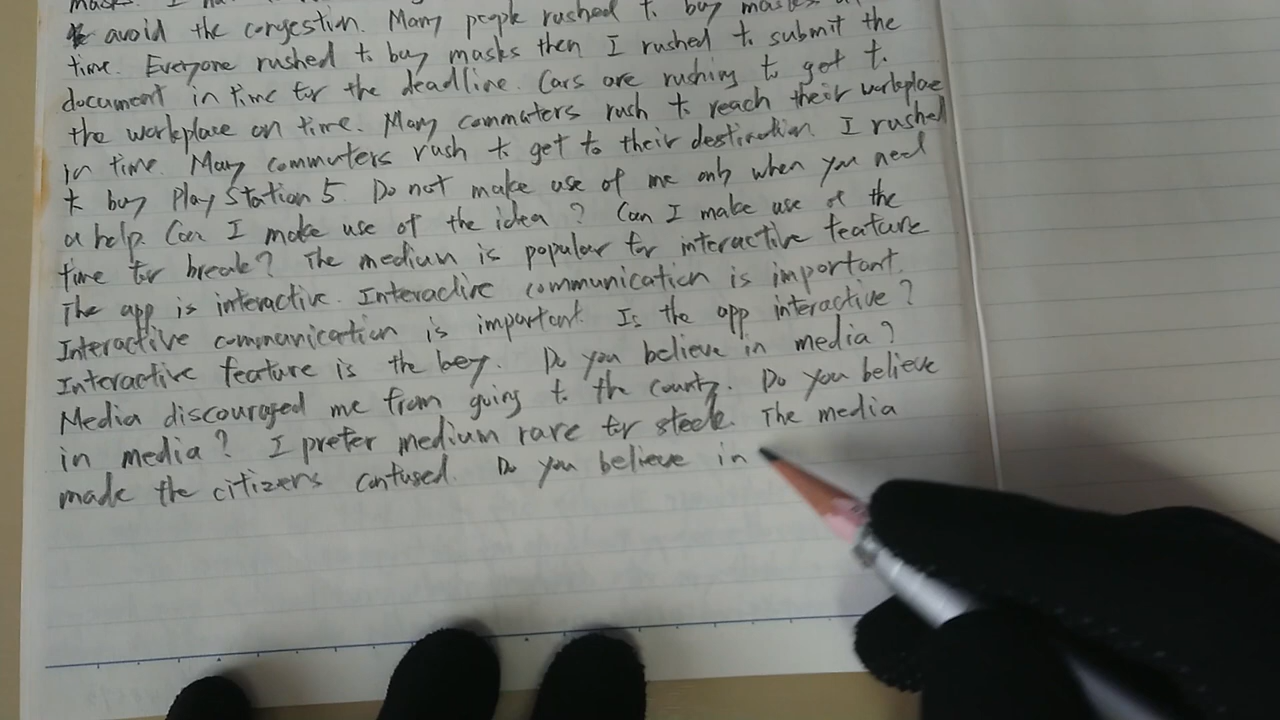 avoid the congestion. Many people rushed to buy masks
time. Everyone rushed to buy masks then I rushed to submit the
document in time for the deadline. Cars are rushing to get to
the workplace on time. Many commuters rush to reach their workplace
in time. Many commuters rush to get to their destination. I rushed
to buy PlayStation 5. Do not make use of me only when you need
a help. Can I make use of the idea? Can I make use of the
time for break? The medium is popular for interactive feature
The app is interactive. Interactive communication is important.
Interactive communication is important. Is the app interactive?
Interactive feature is the key. Do you believe in media?
Media discouraged me from going to the county. Do you believe
in media? I prefer medium rare for steak. The media
made the citizens confused. Do you believe in